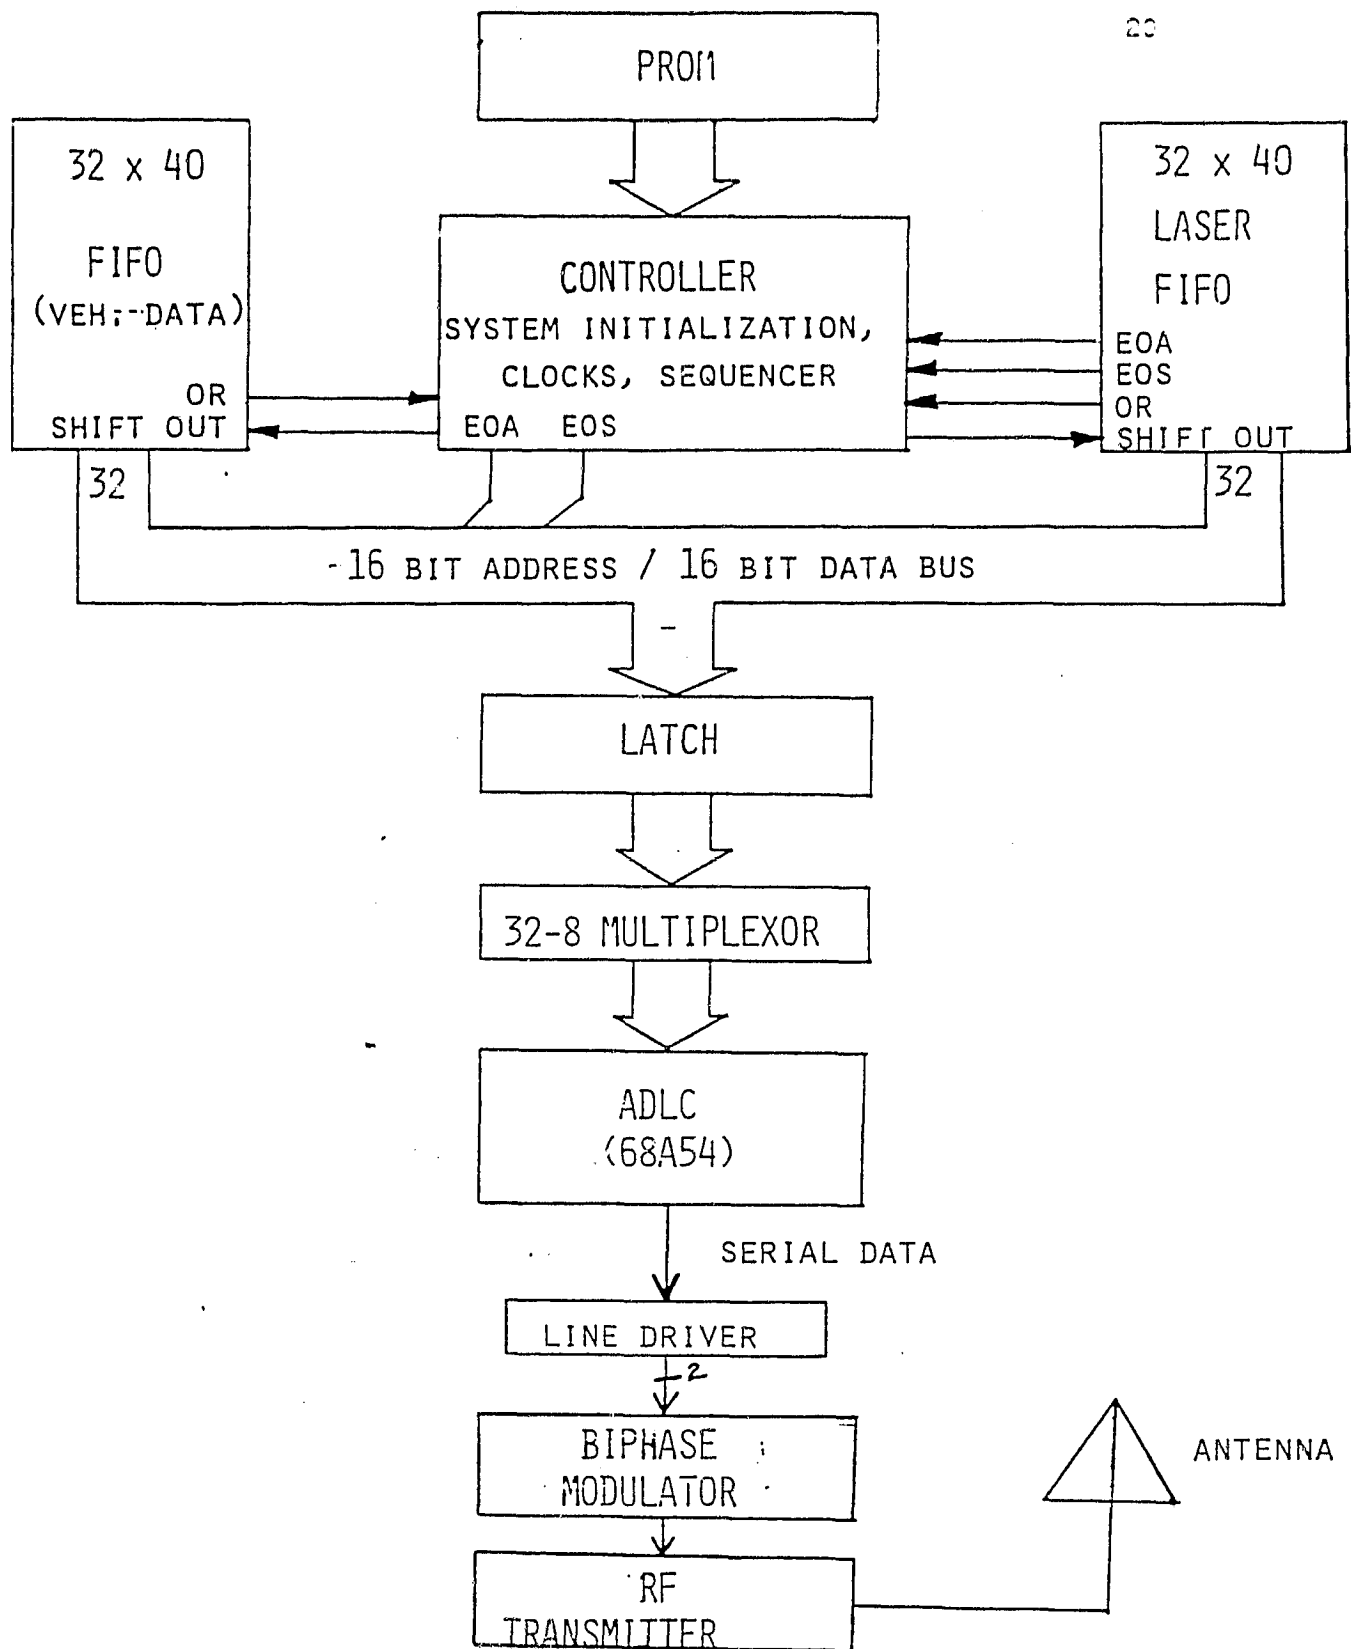 20
PROM
32 x 40
FIFO
(VEH. DATA)
OR
SHIFT OUT
32
CONTROLLER
SYSTEM INITIALIZATION,
CLOCKS, SEQUENCER
EOA EOS
32 x 40
LASER
FIFO
EOA
EOS
OR
SHIFT OUT
32
16 BIT ADDRESS / 16 BIT DATA BUS
LATCH
32-8 MULTIPLEXOR
ADLC
(68A54)
SERIAL DATA
LINE DRIVER
2
BIPHASE
MODULATOR
ANTENNA
RF
TRANSMITTER